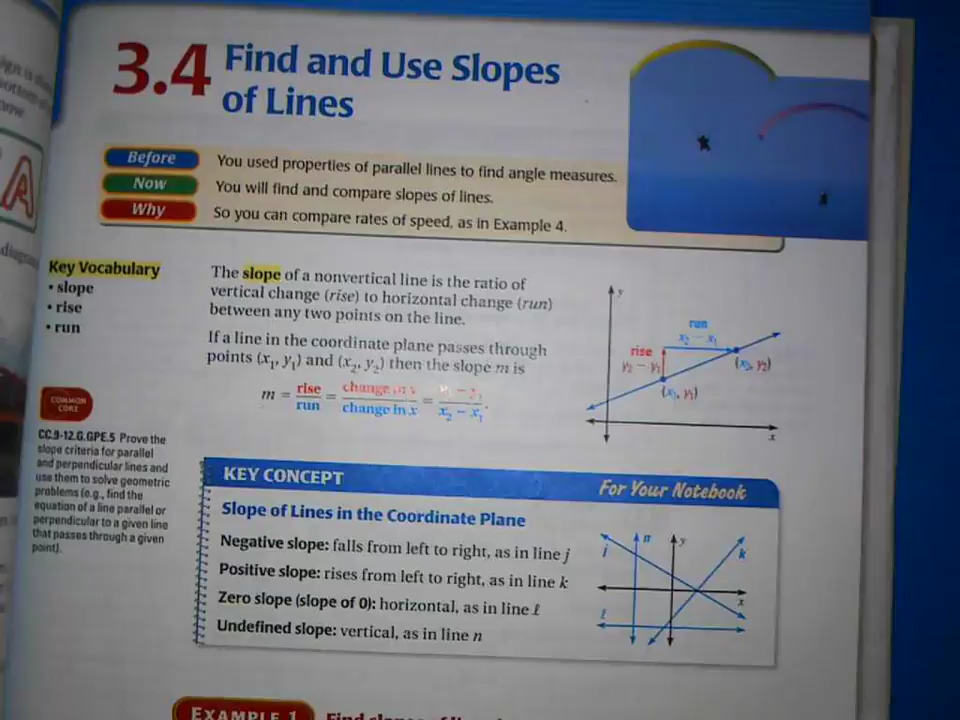 3.4 Find and Use Slopes
of Lines
Before You used properties of parallel lines to find angle measures.
Now You will find and compare slopes of lines.
Why So you can compare rates of speed, as in Example 4.
Key Vocabulary
• slope
• rise
• run
The slope of a nonvertical line is the ratio of
vertical change (rise) to horizontal change (run)
between any two points on the line.
If a line in the coordinate plane passes through
points (x₁, y₁) and (x₂, y₂) then the slope m is
m = rise/run = change in y/change in x = y₂ − y₁/x₂ − x₁.
y
run
x₂ − x₁
rise
y₂ − y₁
(x₂, y₂)
(x₁, y₁)
x
COMMON
CORE
CC.9-12.G.GPE.5 Prove the
slope criteria for parallel
and perpendicular lines and
use them to solve geometric
problems (e.g., find the
equation of a line parallel or
perpendicular to a given line
that passes through a given
point).
KEY CONCEPT
For Your Notebook
Slope of Lines in the Coordinate Plane
Negative slope: falls from left to right, as in line j
Positive slope: rises from left to right, as in line k
Zero slope (slope of 0): horizontal, as in line ℓ
Undefined slope: vertical, as in line n
j
n
y
k
x
ℓ
EXAMPLE 1